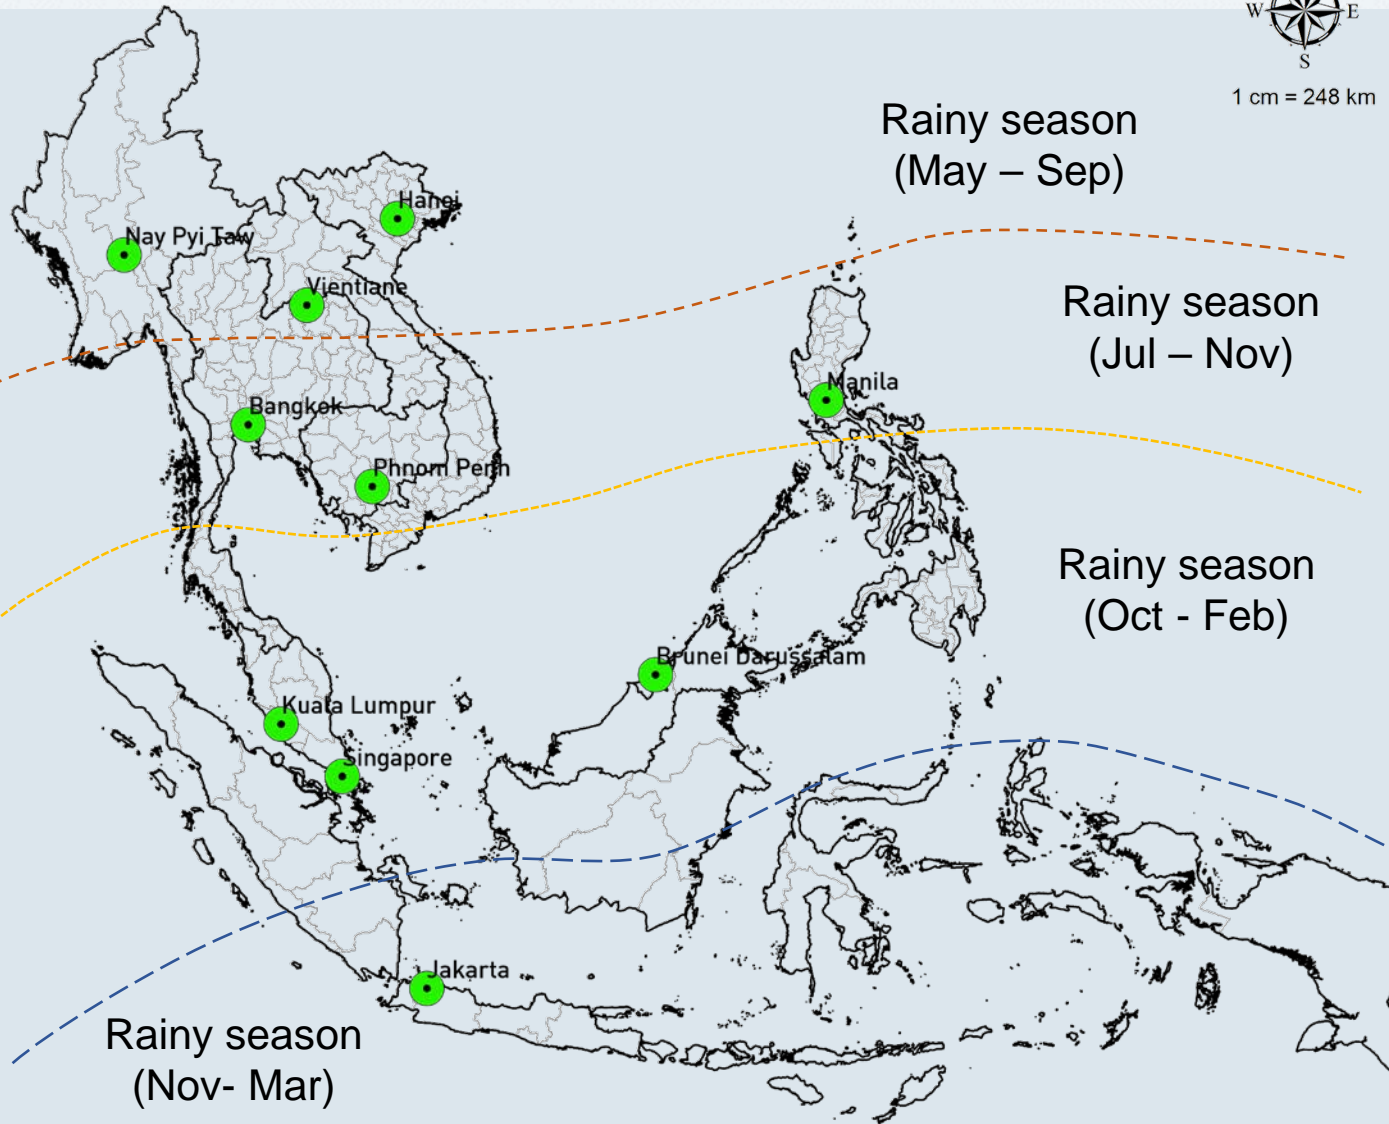 W E
S
1 cm = 248 km
Rainy season
(May – Sep)
Hanoi
Nay Pyi Taw
Vientiane
Rainy season
(Jul – Nov)
Manila
Bangkok
Phnom Penh
Rainy season
(Oct - Feb)
Brunei Darussalam
Kuala Lumpur
Singapore
Jakarta
Rainy season
(Nov- Mar)